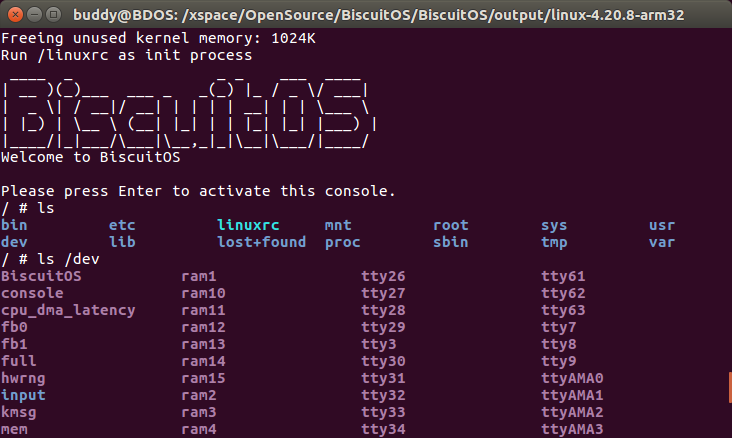 buddy@BDOS: /xspace/OpenSource/BiscuitOS/BiscuitOS/output/linux-4.20.8-arm32
Freeing unused kernel memory: 1024K
Run /linuxrc as init process
BiscuitOS
Welcome to BiscuitOS
Please press Enter to activate this console.
/ # ls
bin etc linuxrc mnt root sys usr
dev lib lost+found proc sbin tmp var
/ # ls /dev
BiscuitOS ram1 tty26 tty61
console ram10 tty27 tty62
cpu_dma_latency ram11 tty28 tty63
fb0 ram12 tty29 tty7
fb1 ram13 tty3 tty8
full ram14 tty30 tty9
hwrng ram15 tty31 ttyAMA0
input ram2 tty32 ttyAMA1
kmsg ram3 tty33 ttyAMA2
mem ram4 tty34 ttyAMA3